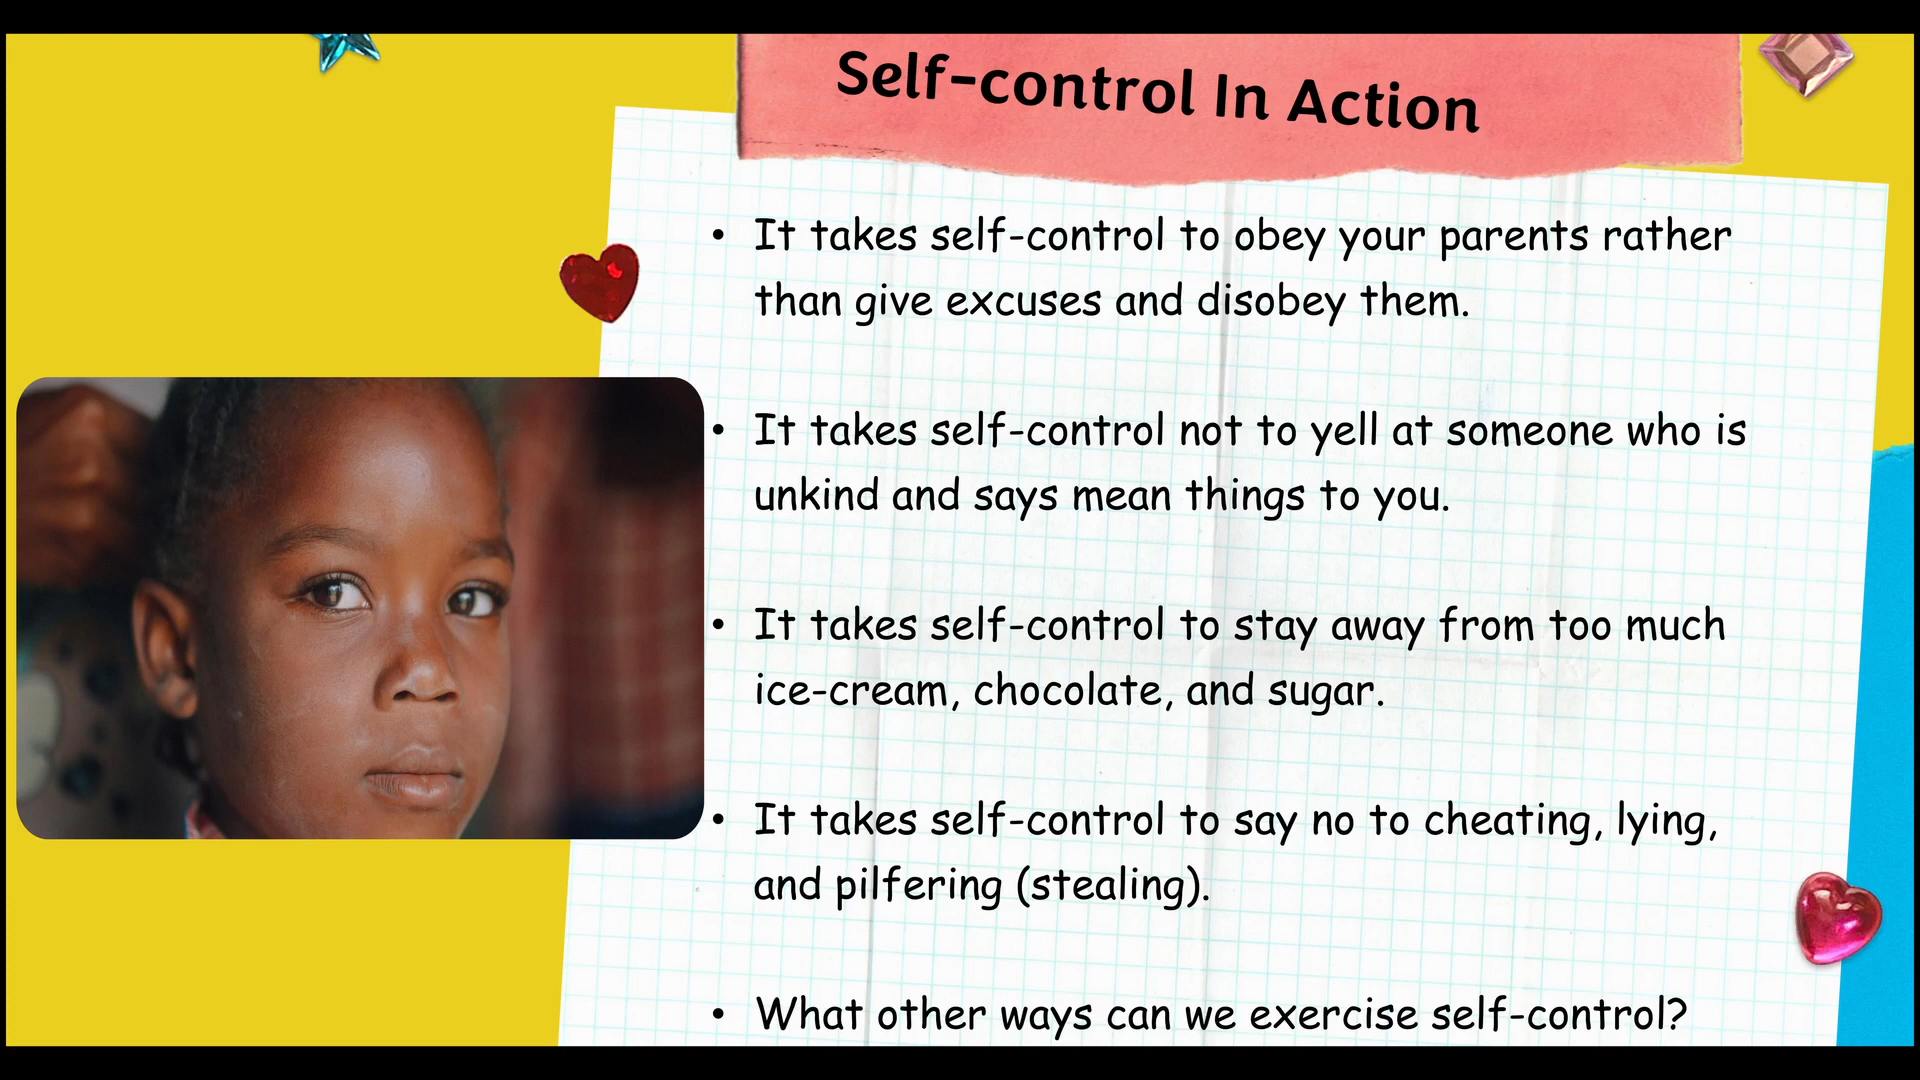 Self-control In Action
• It takes self-control to obey your parents rather
than give excuses and disobey them.
• It takes self-control not to yell at someone who is
unkind and says mean things to you.
• It takes self-control to stay away from too much
ice-cream, chocolate, and sugar.
• It takes self-control to say no to cheating, lying,
and pilfering (stealing).
• What other ways can we exercise self-control?